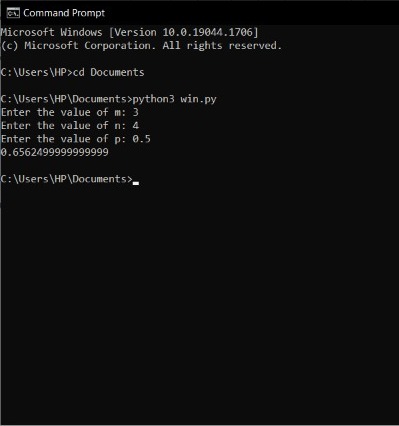 Command Prompt
Microsoft Windows [Version 10.0.19044.1706]
(c) Microsoft Corporation. All rights reserved.
C:\Users\HP>cd Documents
C:\Users\HP\Documents>python3 win.py
Enter the value of m: 3
Enter the value of n: 4
Enter the value of p: 0.5
0.6562499999999999
C:\Users\HP\Documents>